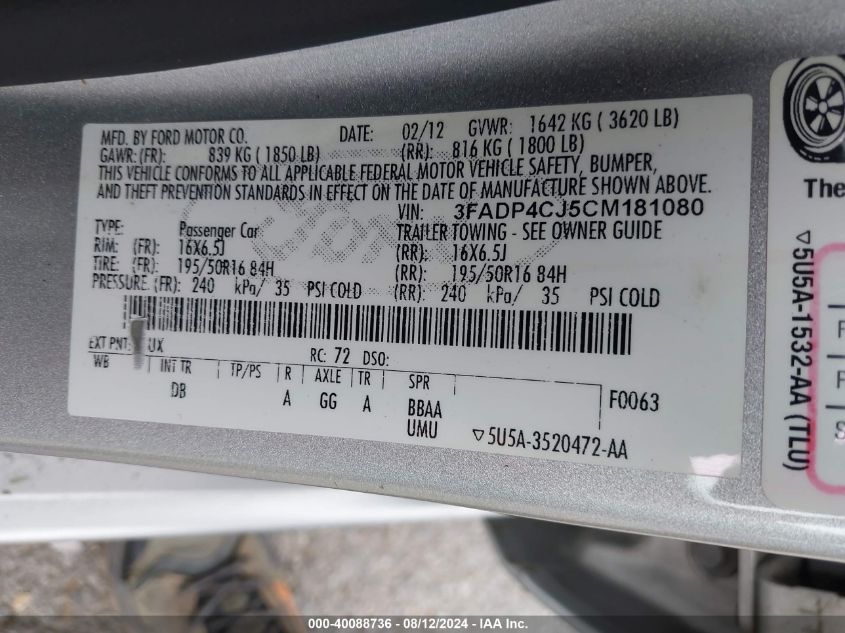 MFD. BY FORD MOTOR CO. DATE: 02/12 GVWR: 1642 KG ( 3620 LB)
GAWR: (FR): 839 KG ( 1850 LB) (RR): 816 KG ( 1800 LB)
THIS VEHICLE CONFORMS TO ALL APPLICABLE FEDERAL MOTOR VEHICLE SAFETY, BUMPER,
AND THEFT PREVENTION STANDARDS IN EFFECT ON THE DATE OF MANUFACTURE SHOWN ABOVE.
VIN: 3FADP4CJ5CM181080
TYPE: Passenger Car TRAILER TOWING - SEE OWNER GUIDE
RIM: (FR) 16X6.5J (RR): 16X6.5J
TIRE: (FR) 195/50R16 84H (RR): 195/50R16 84H
PRESSURE: (FR): 240 kPa/ 35 PSI COLD (RR): 240 kPa/ 35 PSI COLD
EXT PNT: UX RC: 72 DSO:
WB INT TR TP/PS R AXLE TR SPR
DB A GG A BBAA F0063
UMU ▽5U5A-3520472-AA
The
▽5U5A-1532-AA (TLU)
F
F
S
000-40088736 - 08/12/2024 - IAA Inc.